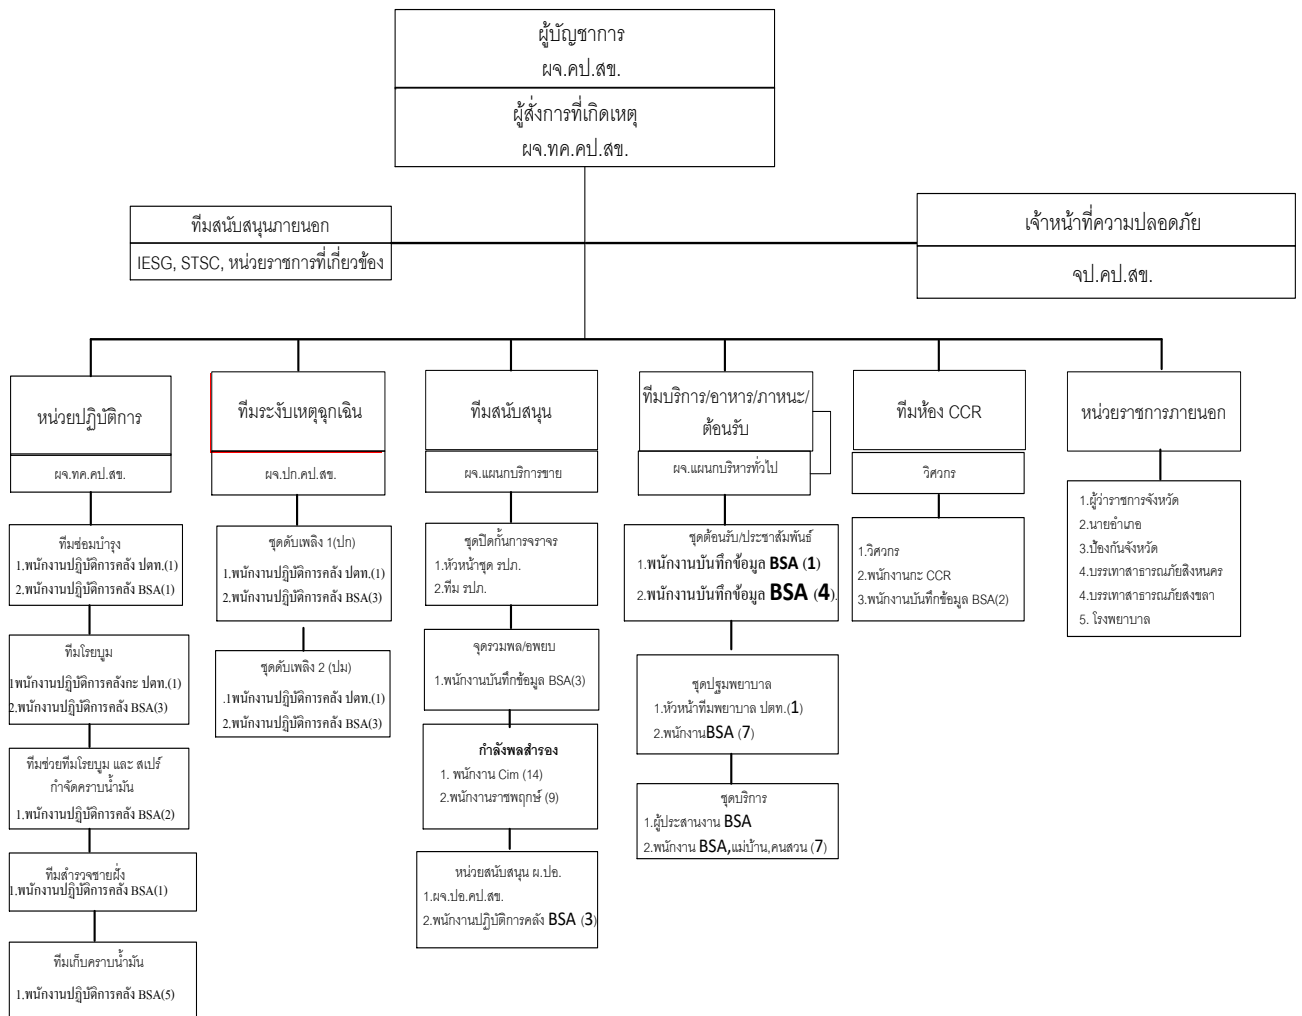 ผู้บัญชาการ
ผจ.คป.สข.
ผู้สั่งการที่เกิดเหตุ
ผจ.ทค.คป.สข.
ทีมสนับสนุนภายนอก
IESG, STSC, หน่วยราชการที่เกี่ยวข้อง
เจ้าหน้าที่ความปลอดภัย
จป.คป.สข.
หน่วยปฏิบัติการ
ผจ.ทค.คป.สข.
ทีมซ่อมบำรุง
1.พนักงานปฏิบัติการคลัง ปตท.(1)
2.พนักงานปฏิบัติการคลัง BSA(1)
ทีมโรยบูม
1พนักงานปฏิบัติการคลังกะ ปตท.(1)
2.พนักงานปฏิบัติการคลัง BSA(3)
ทีมช่วยทีมโรยบูม และ สเปร์
กำจัดคราบน้ำมัน
1.พนักงานปฏิบัติการคลัง BSA(2)
ทีมสำรวจชายฝั่ง
1.พนักงานปฏิบัติการคลัง BSA(1)
ทีมเก็บคราบน้ำมัน
1.พนักงานปฏิบัติการคลัง BSA(5)
ทีมระงับเหตุฉุกเฉิน
ผจ.ปก.คป.สข.
ชุดดับเพลิง 1(ปก)
1.พนักงานปฏิบัติการคลัง ปตท.(1)
2.พนักงานปฏิบัติการคลัง BSA(3)
ชุดดับเพลิง 2 (ปม)
.1พนักงานปฏิบัติการคลัง ปตท.(1)
2.พนักงานปฏิบัติการคลัง BSA(3)
ทีมสนับสนุน
ผจ.แผนกบริการขาย
ชุดปิดกั้นการจราจร
1.หัวหน้าชุด รปภ.
2.ทีม รปภ.
จุดรวมพล/อพยบ
1.พนักงานบันทึกข้อมูล BSA(3)
กำลังพลสำรอง
1. พนักงาน Cim (14)
2.พนักงานราชพฤกษ์ (9)
หน่วยสนับสนุน ผ.ปอ.
1.ผจ.ปอ.คป.สข.
2.พนักงานปฏิบัติการคลัง BSA (3)
ทีมบริการ/อาหาร/ภาหนะ/
ต้อนรับ
ผจ.แผนกบริหารทั่วไป
ชุดต้อนรับ/ประชาสัมพันธ์
1.พนักงานบันทึกข้อมูล BSA (1)
2.พนักงานบันทึกข้อมูล BSA (4).
ชุดปฐมพยาบาล
1.หัวหน้าทีมพยาบาล ปตท.(1)
2.พนักงานBSA (7)
ชุดบริการ
1.ผู้ประสานงาน BSA
2.พนักงาน BSA,แม่บ้าน,คนสวน (7)
ทีมห้อง CCR
วิศวกร
1.วิศวกร
2.พนักงานกะ CCR
3.พนักงานบันทึกข้อมูล BSA(2)
หน่วยราชการภายนอก
1.ผู้ว่าราชการจังหวัด
2.นายอำเภอ
3.ป้องกันจังหวัด
4.บรรเทาสาธารณภัยสิงหนคร
4.บรรเทาสาธารณภัยสงขลา
5. โรงพยาบาล